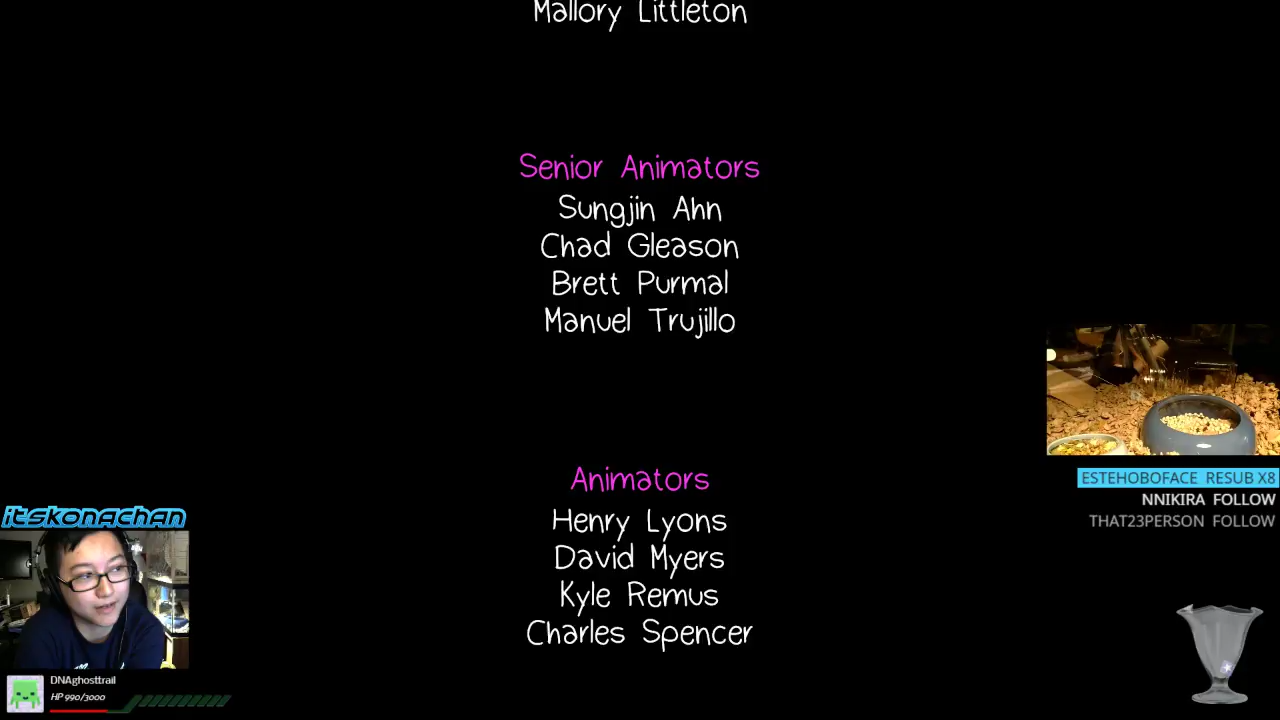 Mallory Littleton
Senior Animators
Sungjin Ahn
Chad Gleason
Brett Purmal
Manuel Trujillo
Animators
Henry Lyons
David Myers
Kyle Remus
Charles Spencer
ESTEHOBOFACE RESUB X8
NNIKIRA FOLLOW
THAT23PERSON FOLLOW
itskonachan
DNAghosttrail
HP 990/3000